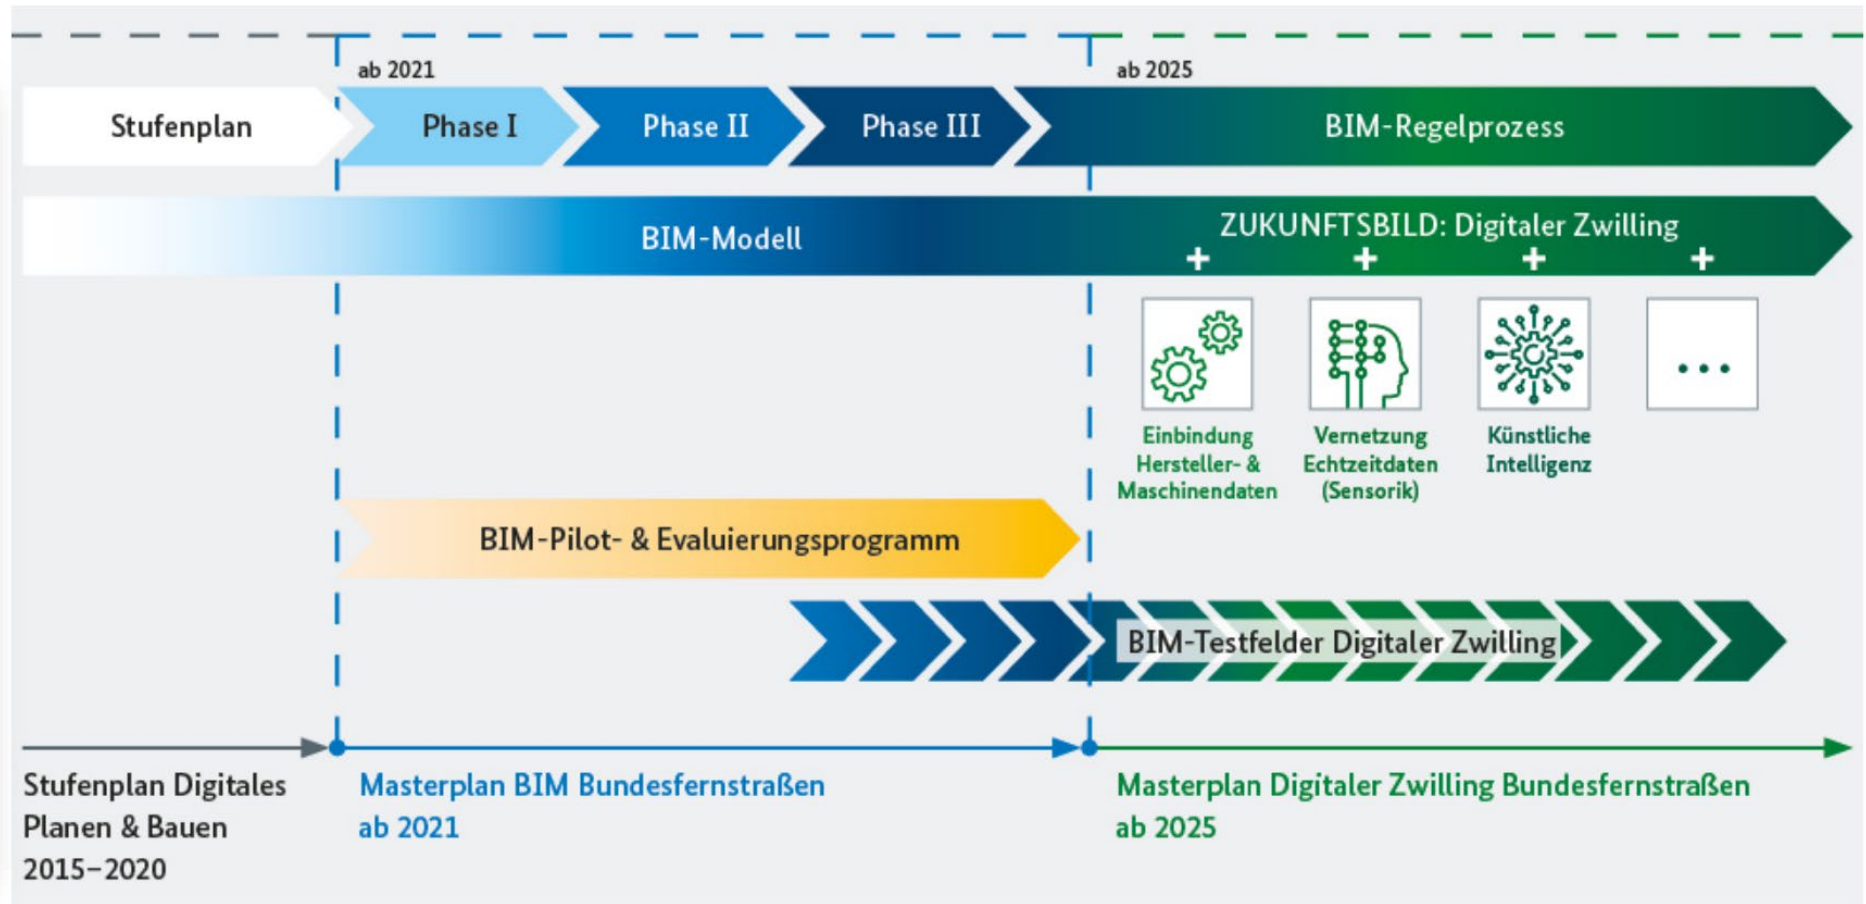 ab 2021
ab 2025
Stufenplan
Phase I
Phase II
Phase III
BIM-Regelprozess
BIM-Modell
ZUKUNFTSBILD: Digitaler Zwilling
+ + + +
...
Einbindung
Hersteller- &
Maschinendaten
Vernetzung
Echtzeitdaten
(Sensorik)
Künstliche
Intelligenz
BIM-Pilot- & Evaluierungsprogramm
BIM-Testfelder Digitaler Zwilling
Stufenplan Digitales
Planen & Bauen
2015–2020
Masterplan BIM Bundesfernstraßen
ab 2021
Masterplan Digitaler Zwilling Bundesfernstraßen
ab 2025